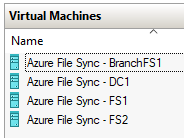 Virtual Machines
Name
Azure File Sync - BranchFS1
Azure File Sync - DC1
Azure File Sync - FS1
Azure File Sync - FS2